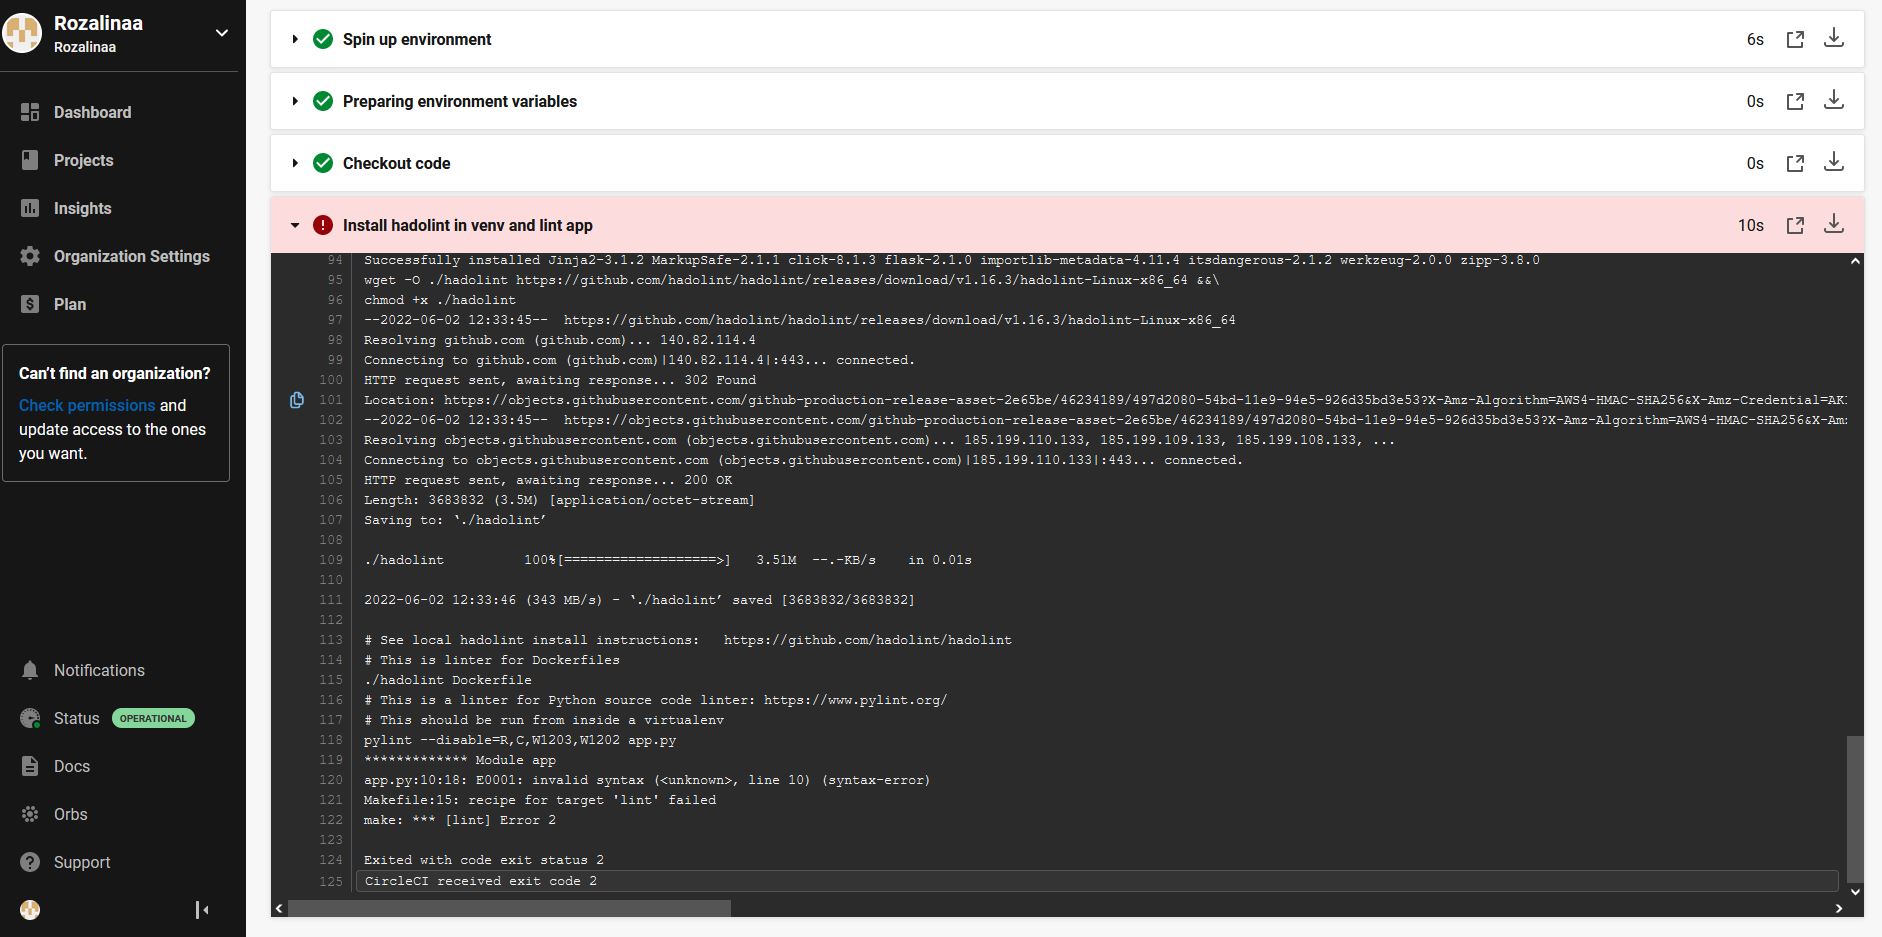 Rozalinaa
Rozalinaa
Dashboard
Projects
Insights
Organization Settings
Plan
Can't find an organization?
Check permissions and
update access to the ones
you want.
Notifications
Status OPERATIONAL
Docs
Orbs
Support
Spin up environment 6s
Preparing environment variables 0s
Checkout code 0s
Install hadolint in venv and lint app 10s
94 Successfully installed Jinja2-3.1.2 MarkupSafe-2.1.1 click-8.1.3 flask-2.1.0 importlib-metadata-4.11.4 itsdangerous-2.1.2 werkzeug-2.0.0 zipp-3.8.0
95 wget -O ./hadolint https://github.com/hadolint/hadolint/releases/download/v1.16.3/hadolint-Linux-x86_64 &&\
96 chmod +x ./hadolint
97 --2022-06-02 12:33:45--  https://github.com/hadolint/hadolint/releases/download/v1.16.3/hadolint-Linux-x86_64
98 Resolving github.com (github.com)... 140.82.114.4
99 Connecting to github.com (github.com)|140.82.114.4|:443... connected.
100 HTTP request sent, awaiting response... 302 Found
101 Location: https://objects.githubusercontent.com/github-production-release-asset-2e65be/46234189/497d2080-54bd-11e9-94e5-926d35bd3e53?X-Amz-Algorithm=AWS4-HMAC-SHA256&X-Amz-Credential=AKI
102 --2022-06-02 12:33:45--  https://objects.githubusercontent.com/github-production-release-asset-2e65be/46234189/497d2080-54bd-11e9-94e5-926d35bd3e53?X-Amz-Algorithm=AWS4-HMAC-SHA256&X-Am
103 Resolving objects.githubusercontent.com (objects.githubusercontent.com)... 185.199.110.133, 185.199.109.133, 185.199.108.133, ...
104 Connecting to objects.githubusercontent.com (objects.githubusercontent.com)|185.199.110.133|:443... connected.
105 HTTP request sent, awaiting response... 200 OK
106 Length: 3683832 (3.5M) [application/octet-stream]
107 Saving to: ‘./hadolint’
108
109 ./hadolint          100%[===================>]   3.51M  --.-KB/s    in 0.01s
110
111 2022-06-02 12:33:46 (343 MB/s) - ‘./hadolint’ saved [3683832/3683832]
112
113 # See local hadolint install instructions:   https://github.com/hadolint/hadolint
114 # This is linter for Dockerfiles
115 ./hadolint Dockerfile
116 # This is a linter for Python source code linter: https://www.pylint.org/
117 # This should be run from inside a virtualenv
118 pylint --disable=R,C,W1203,W1202 app.py
119 ************* Module app
120 app.py:10:18: E0001: invalid syntax (<unknown>, line 10) (syntax-error)
121 Makefile:15: recipe for target 'lint' failed
122 make: *** [lint] Error 2
123
124 Exited with code exit status 2
125 CircleCI received exit code 2